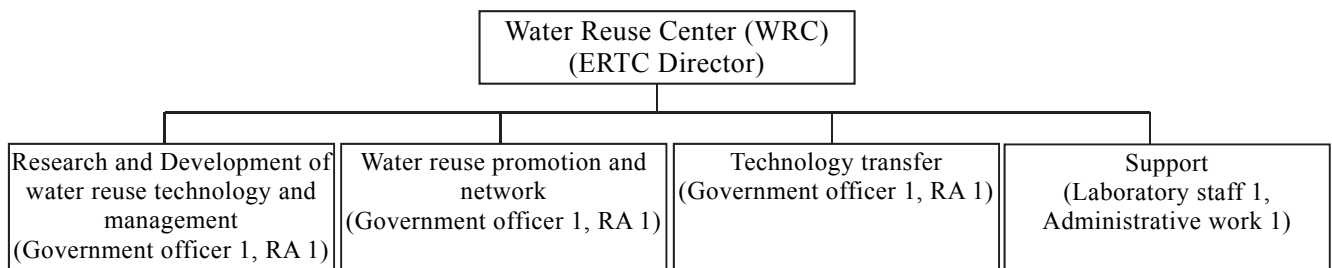 Water Reuse Center (WRC)
(ERTC Director)
Research and Development of
water reuse technology and
management
(Government officer 1, RA 1)
Water reuse promotion and
network
(Government officer 1, RA 1)
Technology transfer
(Government officer 1, RA 1)
Support
(Laboratory staff 1,
Administrative work 1)